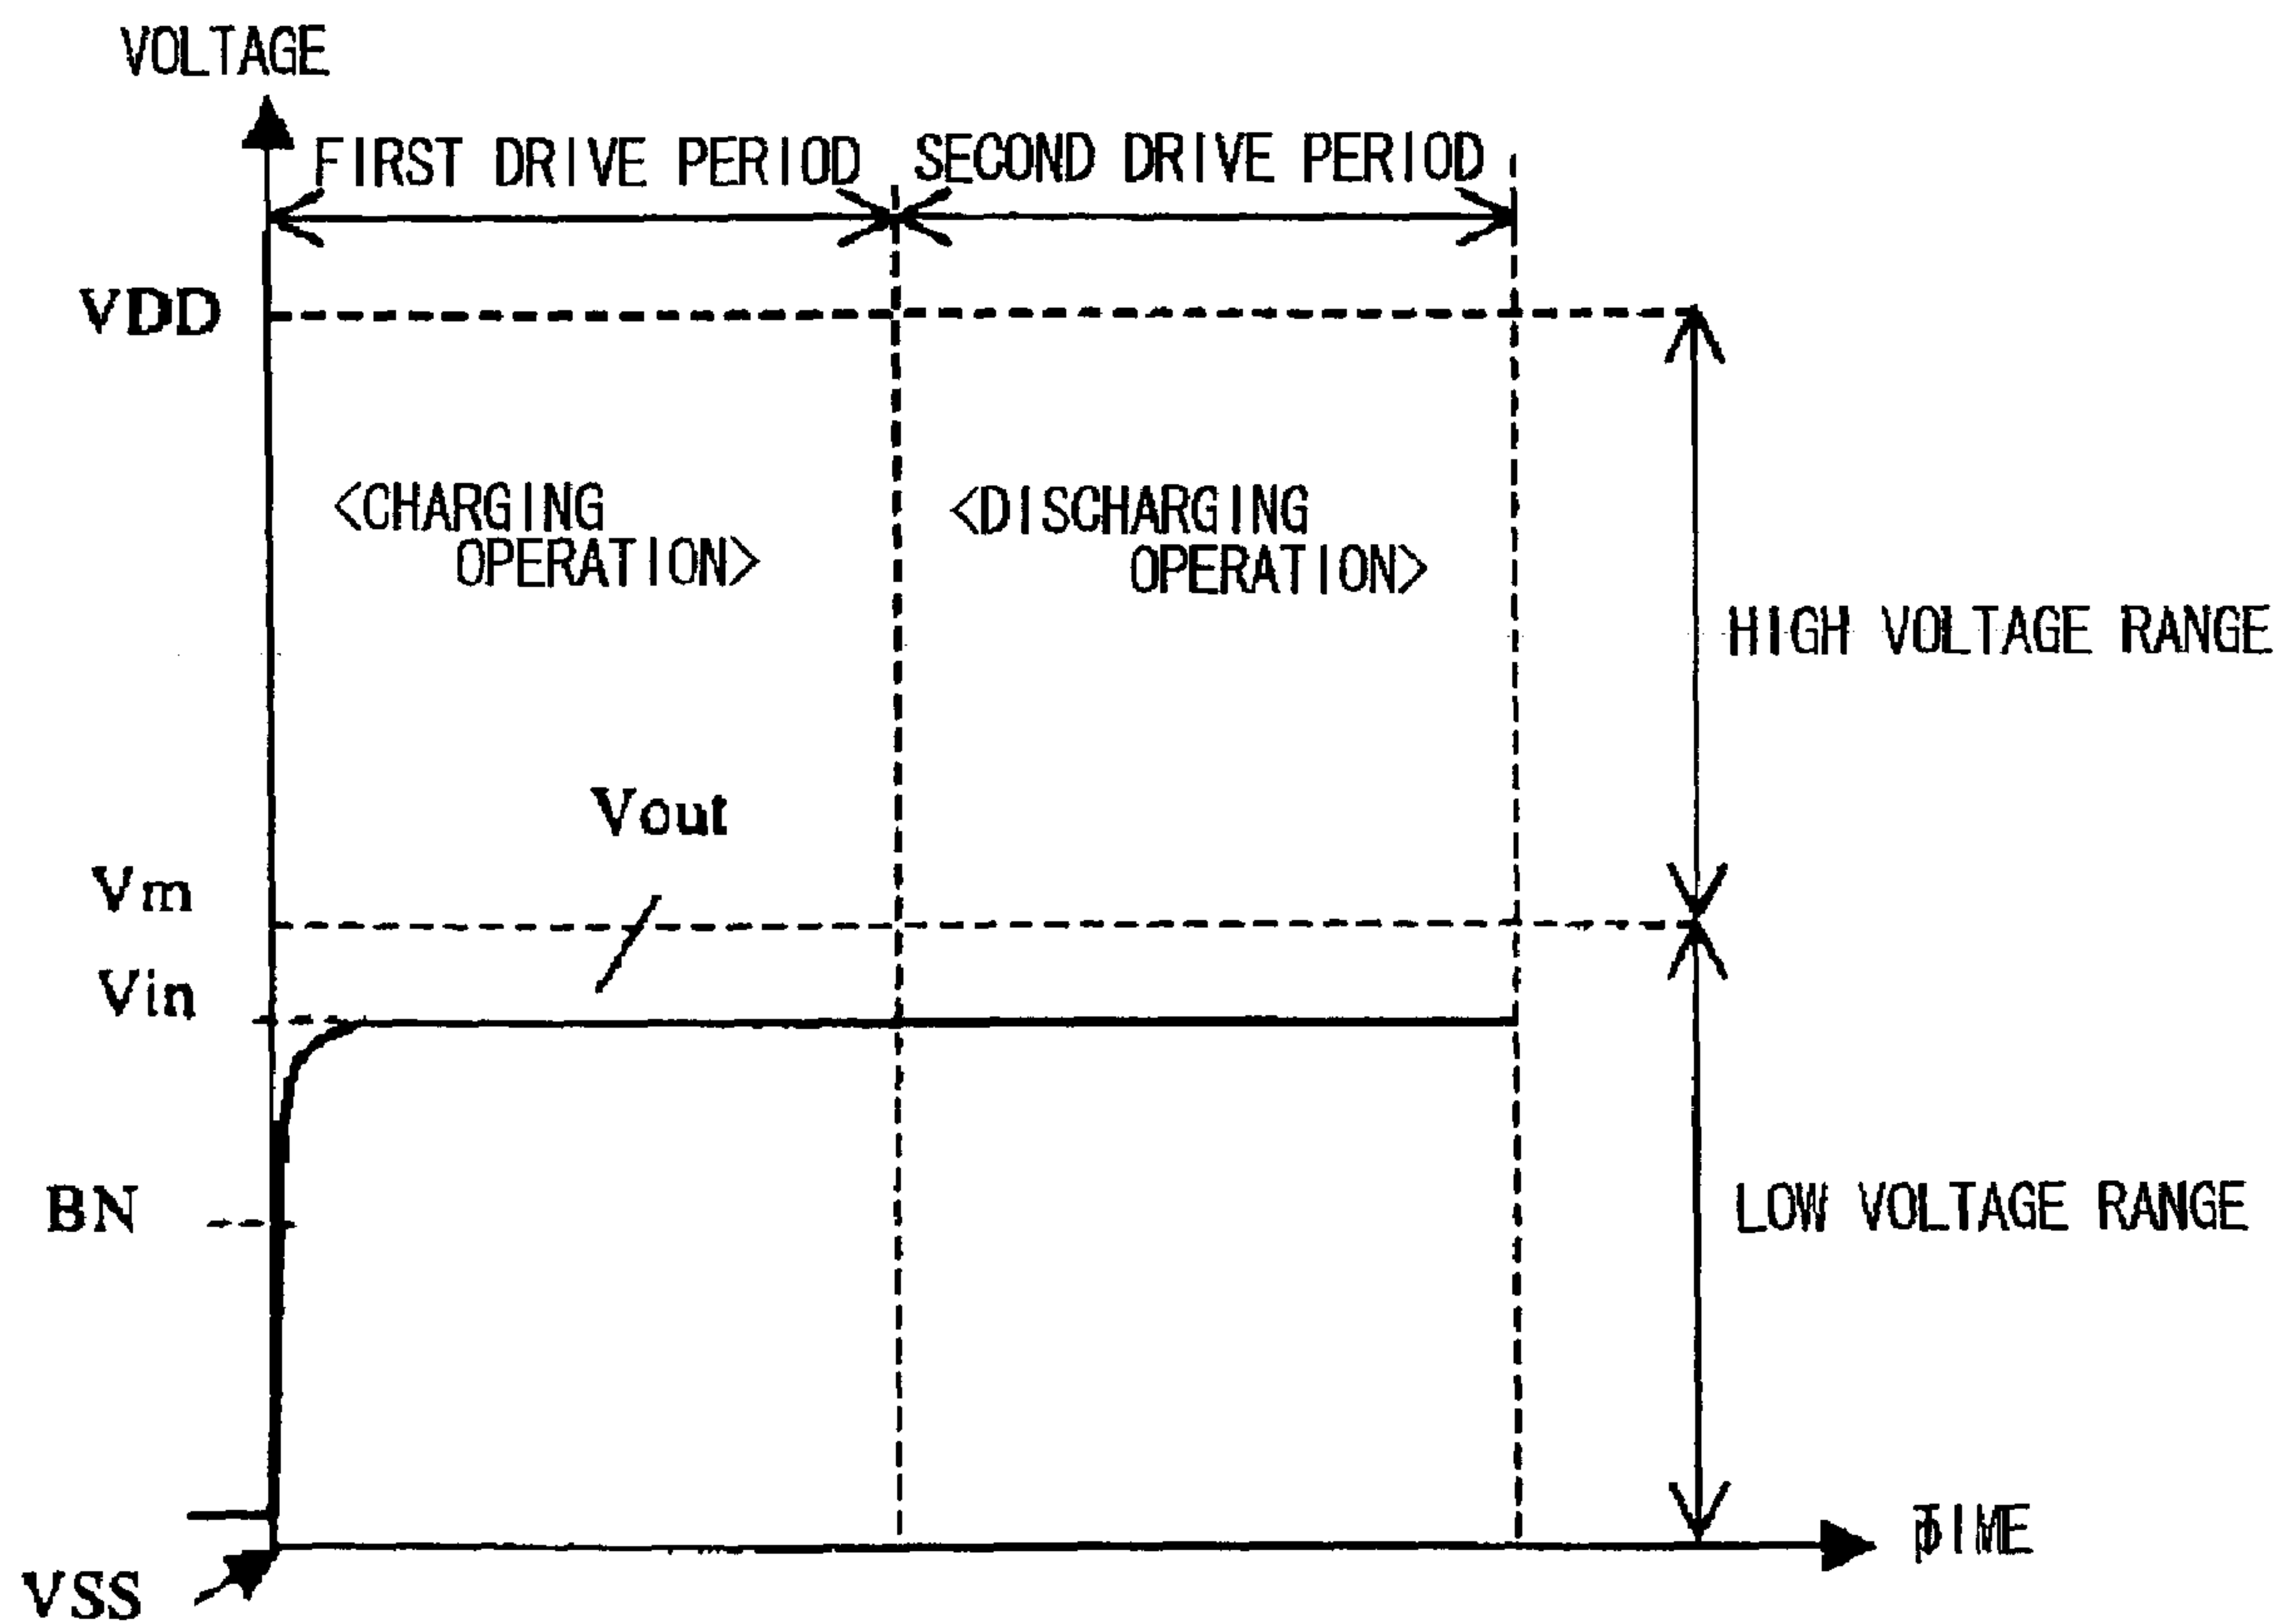 VOLTAGE
FIRST DRIVE PERIOD
SECOND DRIVE PERIOD
VDD
<CHARGING
OPERATION>
<DISCHARGING
OPERATION>
HIGH VOLTAGE RANGE
Vout
Vm
Vin
BN
LOW VOLTAGE RANGE
TIME
VSS